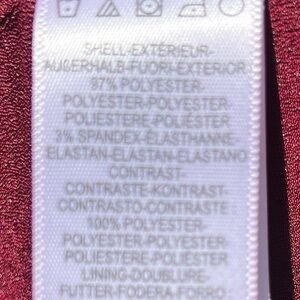 SHELL-EXTÉRIEUR-
AUßERHALB-FUORI-EXTERIOR
97% POLYESTER-
POLYESTER-POLYESTER-
POLIESTERE-POLIÉSTER
3% SPANDEX-ÉLASTHANNE-
ELASTAN-ELASTAN-ELASTANO
CONTRAST-
CONTRASTE-KONTRAST-
CONTRASTO-CONTRASTE
100% POLYESTER-
POLYESTER-POLYESTER-
POLIESTERE-POLIÉSTER
LINING-DOUBLURE-
FUTTER-FODERA-FORRO